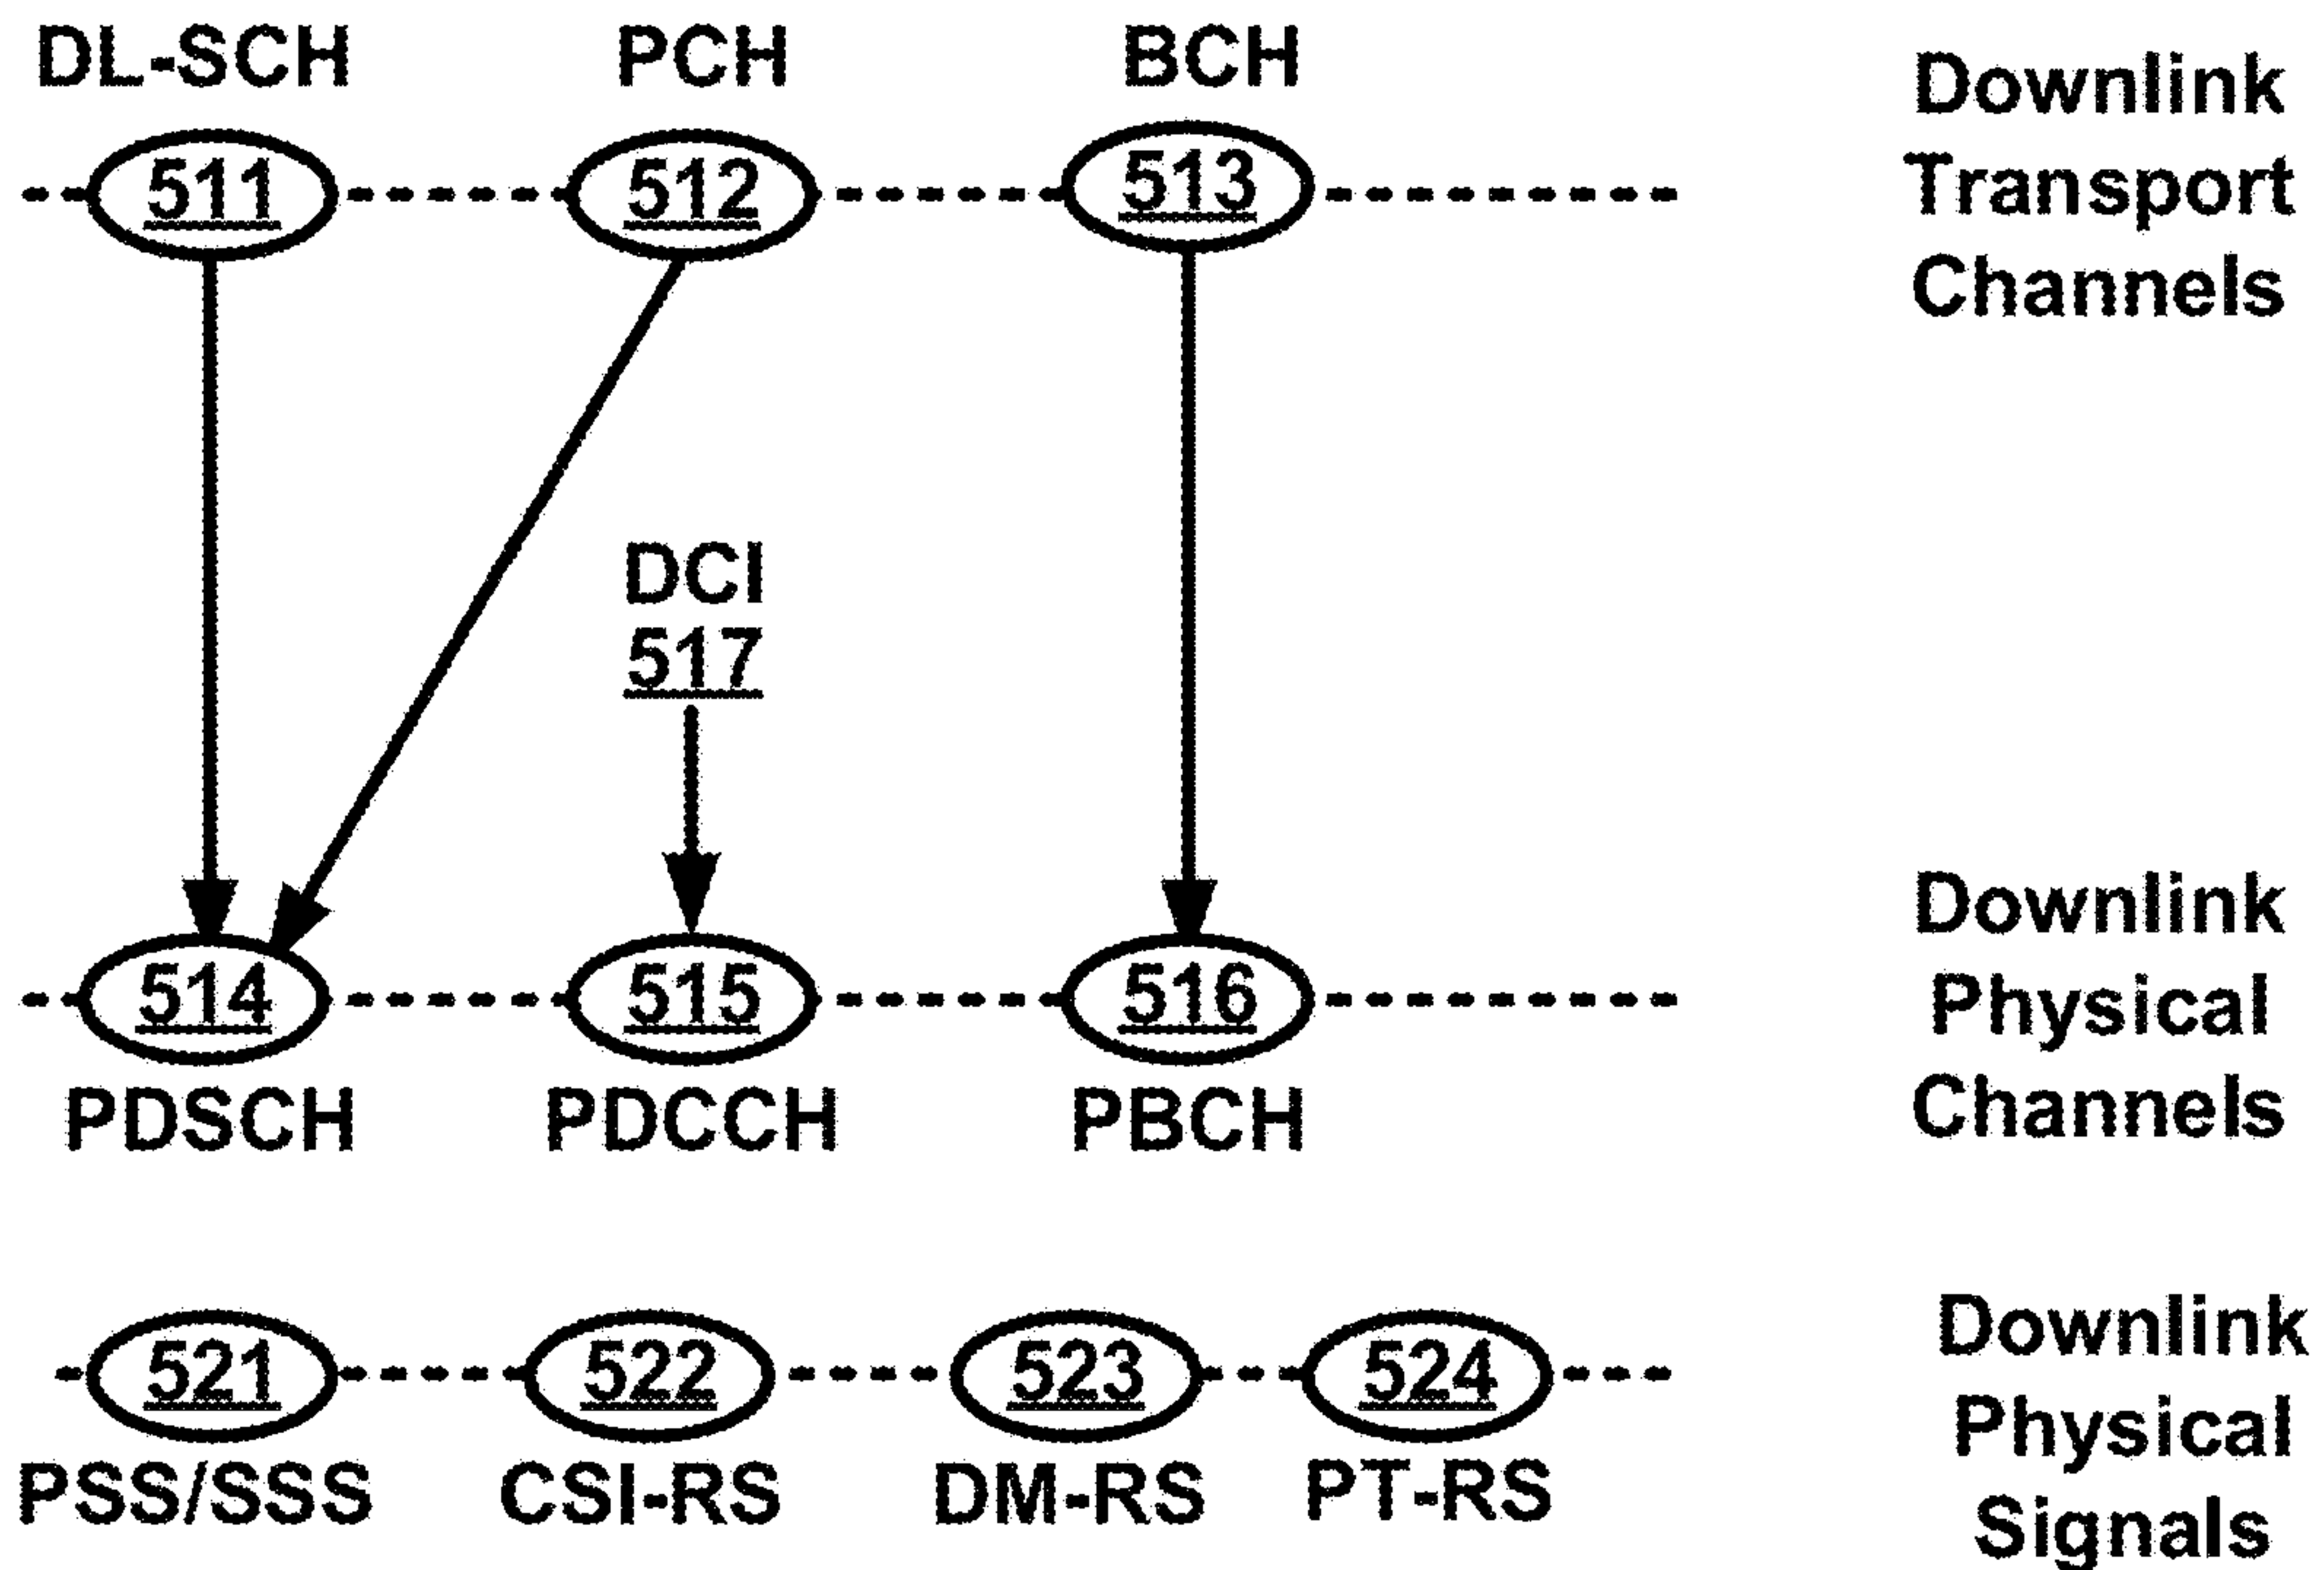 DL-SCH PCH BCH
511 512 513
Downlink
Transport
Channels
DCI
517
514 515 516
PDSCH PDCCH PBCH
Downlink
Physical
Channels
521 522 523 524
PSS/SSS CSI-RS DM-RS PT-RS
Downlink
Physical
Signals